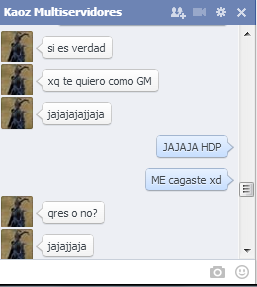 Kaoz Multiservidores
si es verdad
xq te quiero como GM
jajajajajjaja
JAJAJA HDP
ME cagaste xd
qres o no?
jajajjaja